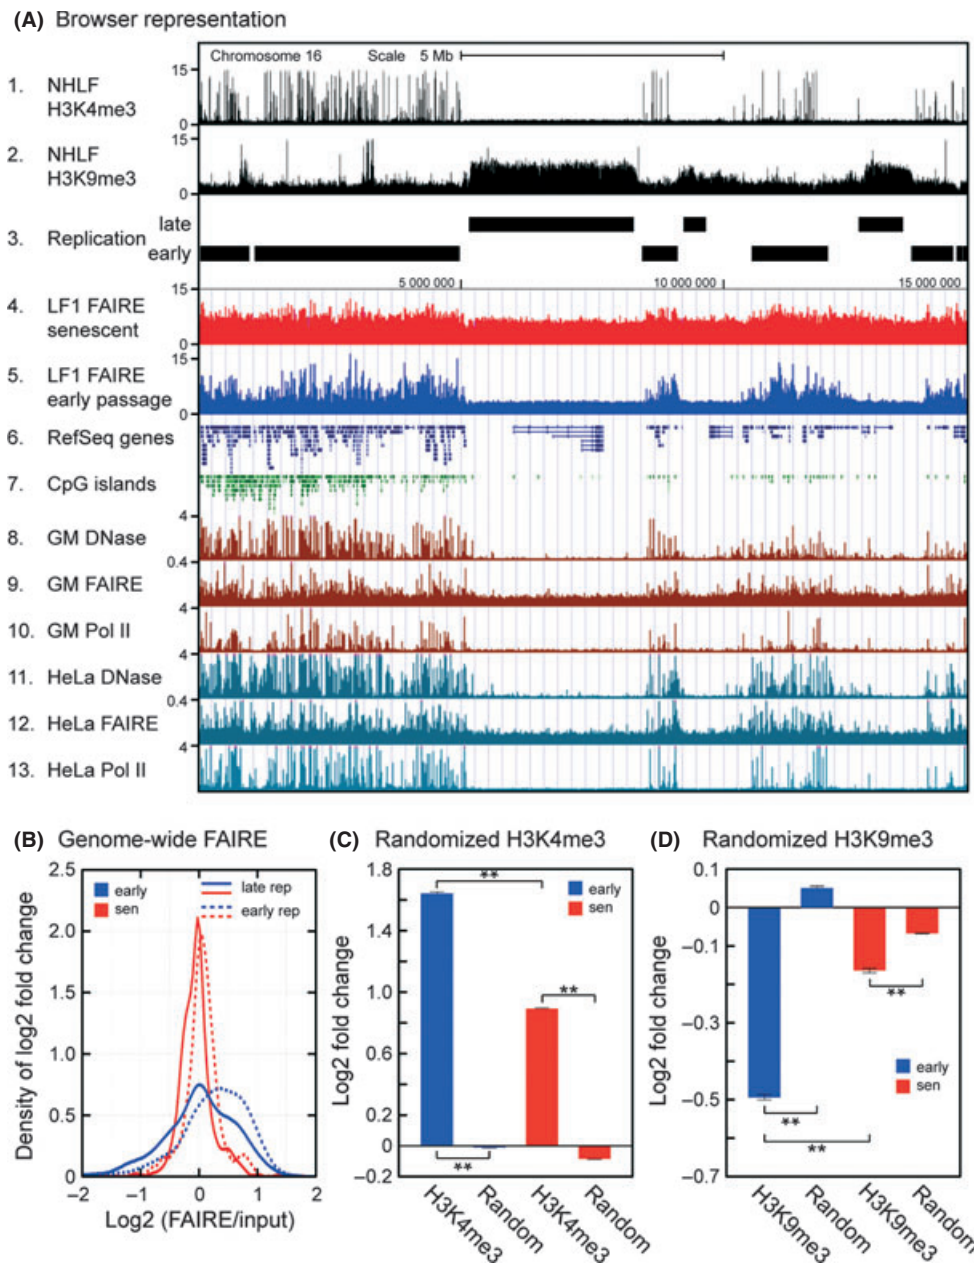 (A) Browser representation
Chromosome 16 Scale 5 Mb
1. NHLF H3K4me3
15
0
2. NHLF H3K9me3
15
0
3. Replication
late
early
5 000 000 10 000 000 15 000 000
4. LF1 FAIRE senescent
15
0
5. LF1 FAIRE early passage
15
0
6. RefSeq genes
7. CpG islands
4
8. GM DNase
0.4
9. GM FAIRE
4
10. GM Pol II
4
11. HeLa DNase
0.4
12. HeLa FAIRE
4
13. HeLa Pol II
(B) Genome-wide FAIRE
Density of log2 fold change
2.5
2.0
1.5
1.0
0.5
0
early
sen
late rep
early rep
−2 −1 0 1 2
Log2 (FAIRE/input)
(C) Randomized H3K4me3
Log2 fold change
1.8
1.4
1.0
0.6
0.2
0
−0.2
early
sen
**
**
**
H3K4me3
Random
H3K4me3
Random
(D) Randomized H3K9me3
Log2 fold change
0.1
0
−0.1
−0.3
−0.5
−0.7
**
**
**
early
sen
H3K9me3
Random
H3K9me3
Random